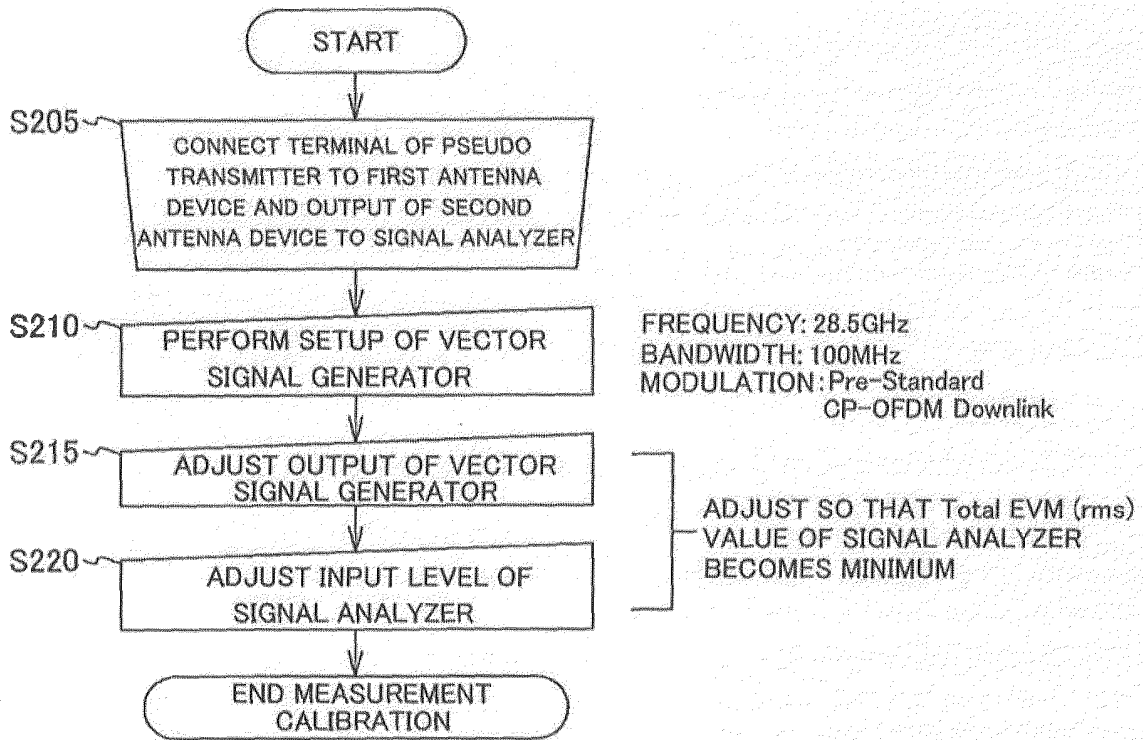 START
S205
CONNECT TERMINAL OF PSEUDO
TRANSMITTER TO FIRST ANTENNA
DEVICE AND OUTPUT OF SECOND
ANTENNA DEVICE TO SIGNAL ANALYZER
S210
PERFORM SETUP OF VECTOR
SIGNAL GENERATOR
FREQUENCY: 28.5GHz
BANDWIDTH: 100MHz
MODULATION: Pre-Standard
CP-OFDM Downlink
S215
ADJUST OUTPUT OF VECTOR
SIGNAL GENERATOR
S220
ADJUST INPUT LEVEL OF
SIGNAL ANALYZER
ADJUST SO THAT Total EVM (rms)
VALUE OF SIGNAL ANALYZER
BECOMES MINIMUM
END MEASUREMENT
CALIBRATION